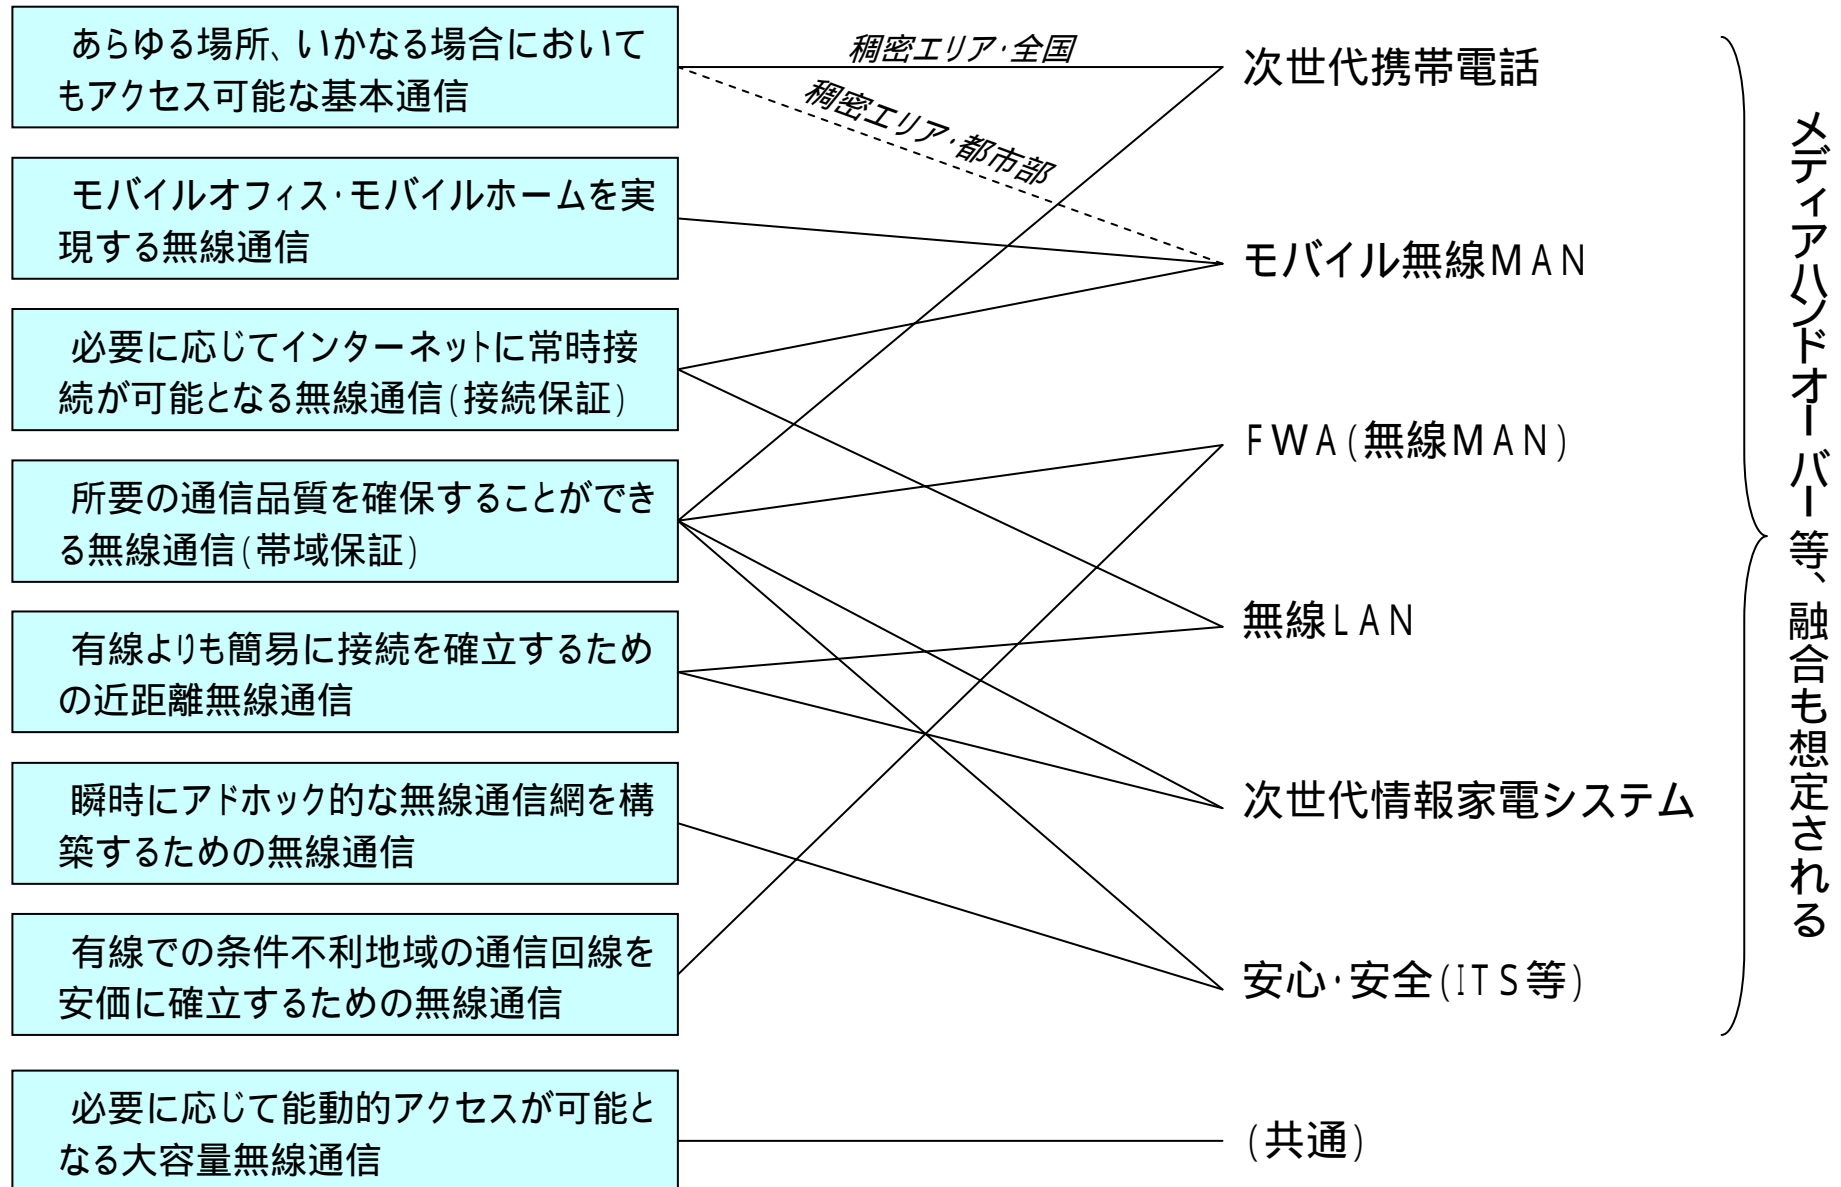 あらゆる場所、いかなる場合において
もアクセス可能な基本通信
モバイルオフィス・モバイルホームを実
現する無線通信
必要に応じてインターネットに常時接
続が可能となる無線通信(接続保証)
所要の通信品質を確保することができ
る無線通信(帯域保証)
有線よりも簡易に接続を確立するため
の近距離無線通信
瞬時にアドホック的な無線通信網を構
築するための無線通信
有線での条件不利地域の通信回線を
安価に確立するための無線通信
必要に応じて能動的アクセスが可能と
なる大容量無線通信
稠密エリア・全国
稠密エリア・都市部
次世代携帯電話
モバイル無線MAN
FWA(無線MAN)
無線LAN
次世代情報家電システム
安心・安全(ITS等)
(共通)
メディアハンドオーバー等、融合も想定される